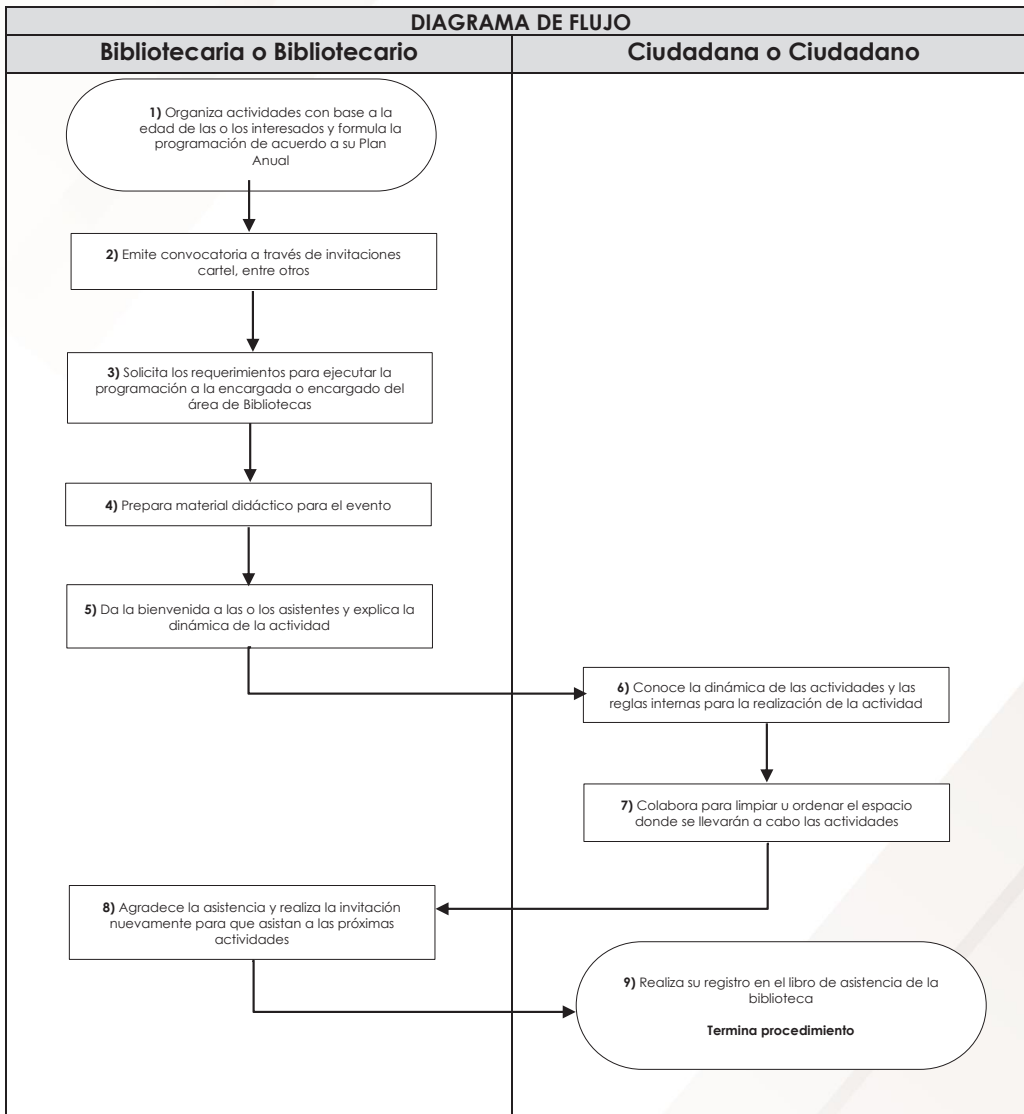 DIAGRAMA DE FLUJO
Bibliotecaria o Bibliotecario
Ciudadana o Ciudadano
1) Organiza actividades con base a la
edad de las o los interesados y formula la
programación de acuerdo a su Plan
Anual
2) Emite convocatoria a través de invitaciones
cartel, entre otros
3) Solicita los requerimientos para ejecutar la
programación a la encargada o encargado del
área de Bibliotecas
4) Prepara material didáctico para el evento
5) Da la bienvenida a las o los asistentes y explica la
dinámica de la actividad
6) Conoce la dinámica de las actividades y las
reglas internas para la realización de la actividad
7) Colabora para limpiar u ordenar el espacio
donde se llevarán a cabo las actividades
8) Agradece la asistencia y realiza la invitación
nuevamente para que asistan a las próximas
actividades
9) Realiza su registro en el libro de asistencia de la
biblioteca
Termina procedimiento